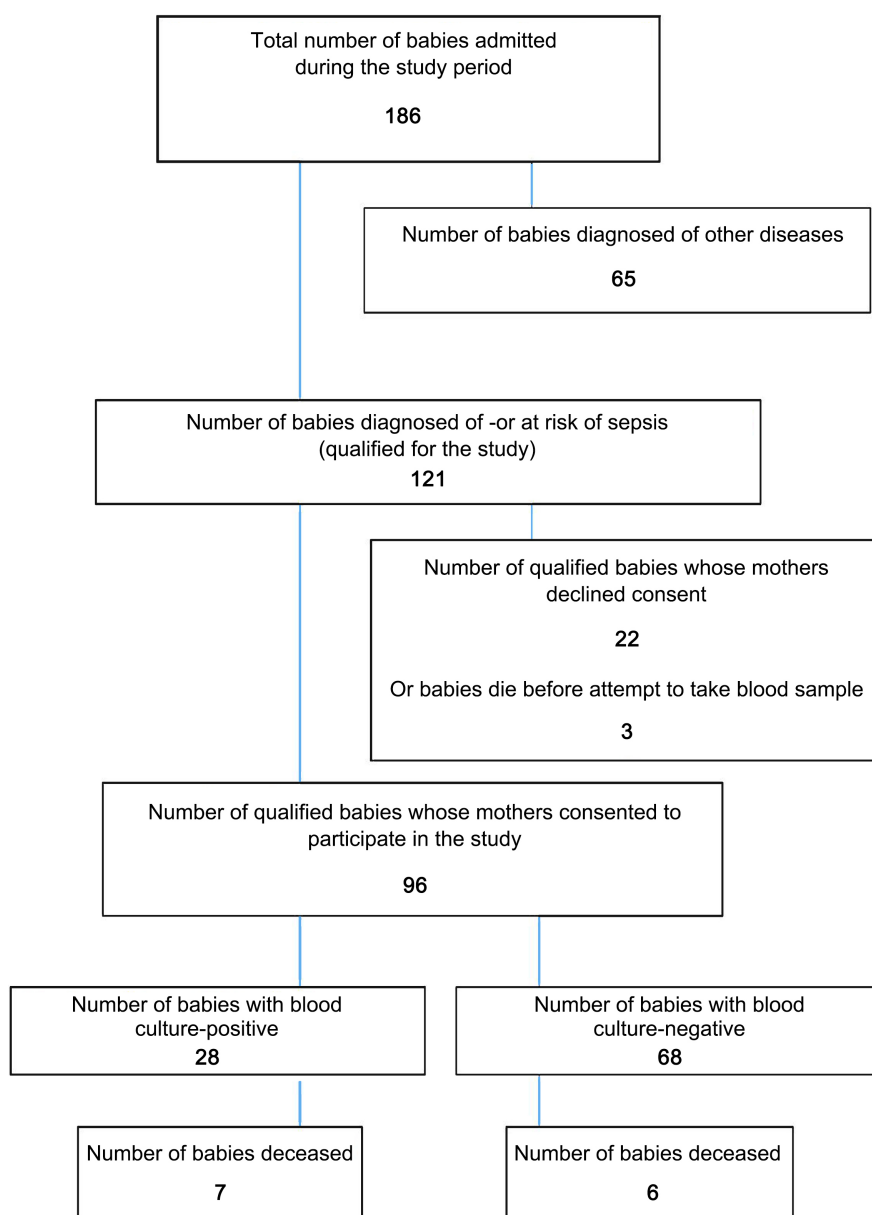 Total number of babies admitted
during the study period
186
Number of babies diagnosed of other diseases
65
Number of babies diagnosed of -or at risk of sepsis
(qualified for the study)
121
Number of qualified babies whose mothers
declined consent
22
Or babies die before attempt to take blood sample
3
Number of qualified babies whose mothers consented to
participate in the study
96
Number of babies with blood
culture-positive
28
Number of babies with blood
culture-negative
68
Number of babies deceased
7
Number of babies deceased
6